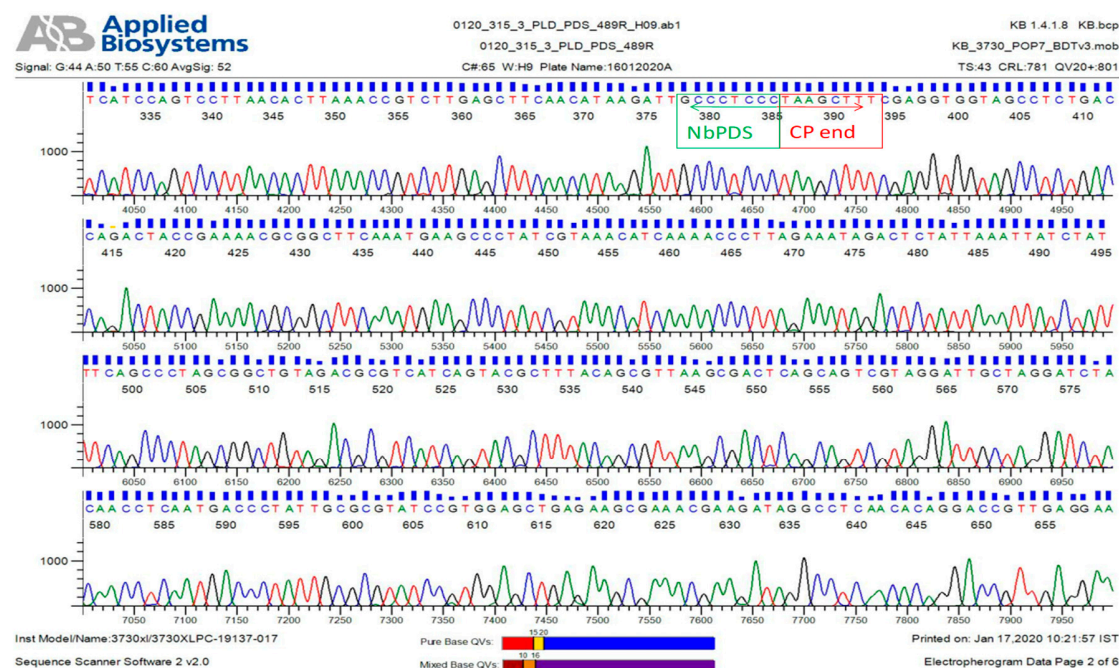 AB Applied Biosystems
0120_315_3_PLD_PDS_489R_H09.ab1
KB 1.4.1.8 KB.bcp
0120_315_3_PLD_PDS_489R
KB_3730_POP7_BDTv3.mob
Signal: G:44 A:50 T:55 C:60 AvgSig: 52
C#:65 W:H9 Plate Name:16012020A
TS:43 CRL:781 QV20+:801
TCATCCAGTCCTTAACACTTAAACCGTCTTGAGCTTCAACATAAGATTGCCCTCCCTAAGCTTTCGAGGTGGTAGCCTCTGAC
335 340 345 350 355 360 365 370 375 380 385 390 395 400 405 410
NbPDS CP end
1000
4050 4100 4150 4200 4250 4300 4350 4400 4450 4500 4550 4600 4650 4700 4750 4800 4850 4900 4950
CAGACTACCGAAAACGCGGCTTCAAATGAAGCCCTATCGTAAACATCAAAACCCTTAGAAATAGACTCTATTAAATTATCTAT
415 420 425 430 435 440 445 450 455 460 465 470 475 480 485 490 495
1000
5050 5100 5150 5200 5250 5300 5350 5400 5450 5500 5550 5600 5650 5700 5750 5800 5850 5900 5950
TTCAGCCCTAGCGGCTGTAGACGCGTCATCAGTACGCTTTACAGCGTTAAGCGACTCAGCAGTCGTAGGATTGCTAGGATCTA
500 505 510 515 520 525 530 535 540 545 550 555 560 565 570 575
1000
6050 6100 6150 6200 6250 6300 6350 6400 6450 6500 6550 6600 6650 6700 6750 6800 6850 6900 6950
CAACCTCAATGACCCTATTGCGCGTATCCGTGGAGCTGAGAAGCGAAACGAAGATAGGCCTCAACACAGGACCGTTGAGGAA
580 585 590 595 600 605 610 615 620 625 630 635 640 645 650 655
1000
7050 7100 7150 7200 7250 7300 7350 7400 7450 7500 7550 7600 7650 7700 7750 7800 7850 7900 7950
Inst Model/Name:3730xl/3730XLPC-19137-017
Pure Base QVs: 15 20
Printed on: Jan 17,2020 10:21:57 IST
Sequence Scanner Software 2 v2.0
Mixed Base QVs: 10 16
Electropherogram Data Page 2 of 6